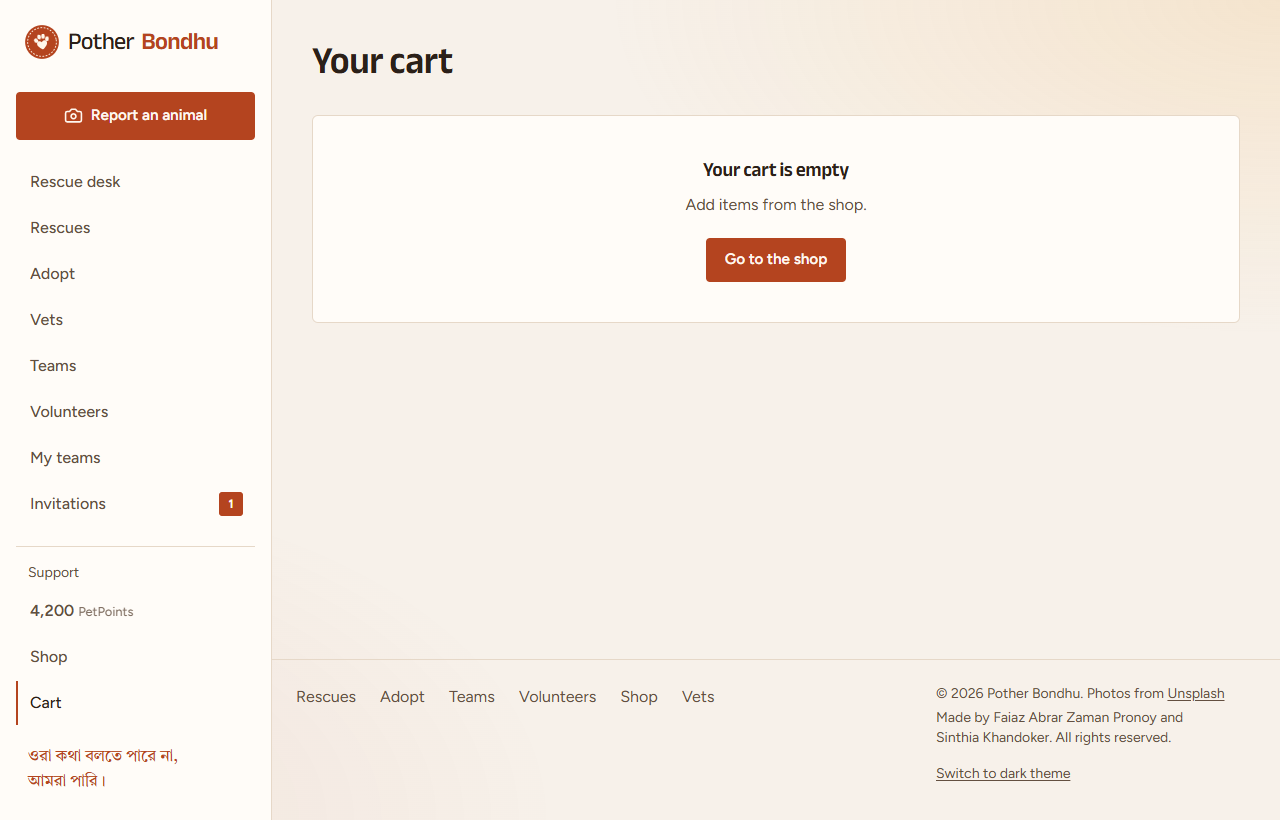 Pother Bondhu
Report an animal
Rescue desk
Rescues
Adopt
Vets
Teams
Volunteers
My teams
Invitations 1
Support
4,200 PetPoints
Shop
Cart
ওরা কথা বলতে পারে না,
আমরা পারি।
Your cart
Your cart is empty
Add items from the shop.
Go to the shop
Rescues Adopt Teams Volunteers Shop Vets
© 2026 Pother Bondhu. Photos from Unsplash
Made by Faiaz Abrar Zaman Pronoy and
Sinthia Khandoker. All rights reserved.
Switch to dark theme